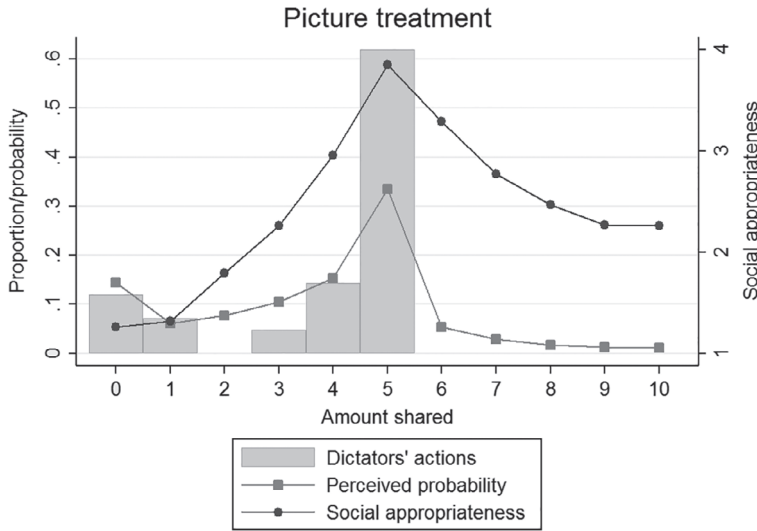 Picture treatment
Proportion/probability
.6
.5
.4
.3
.2
.1
0
4
3
2
1
Social appropriateness
0 1 2 3 4 5 6 7 8 9 10
Amount shared
Dictators' actions
Perceived probability
Social appropriateness